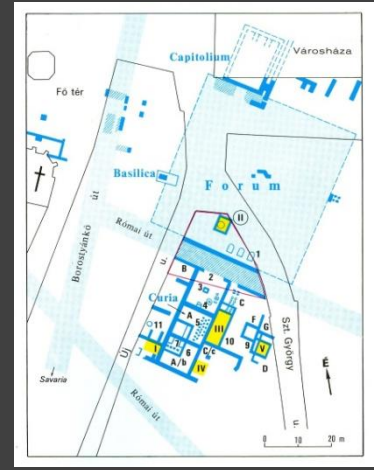 Capitolium
Városháza
Fő tér
Basilica
Forum
Borostyánkő út
Római út
II
1
u.
B
2
3
C
Curia
4
A
5
III
F
G
11
10
9
V
I
7
6
C/c
A/b
IV
D
Új
Szt. György
u.
É
Savaria
Római út
0 10 20 m